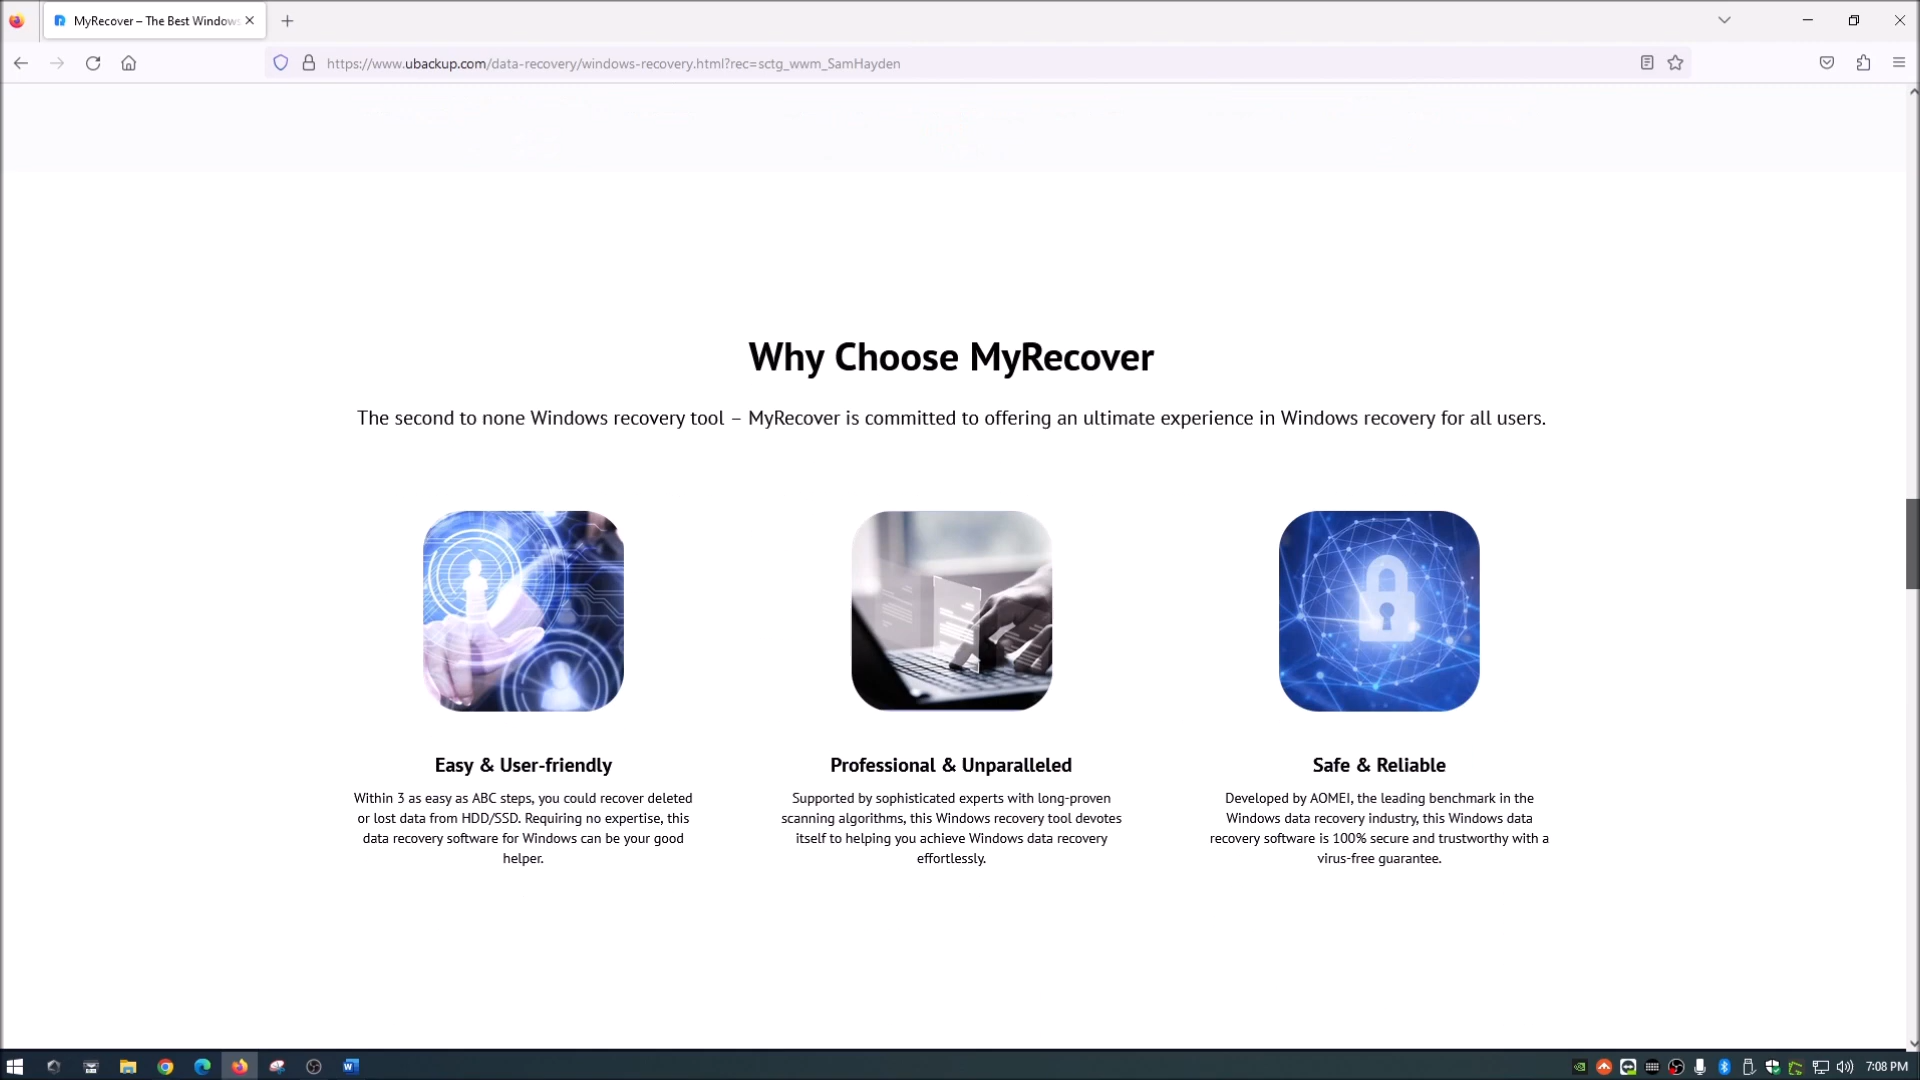 MyRecover – The Best Windows
https://www.ubackup.com/data-recovery/windows-recovery.html?rec=sctg_wwm_SamHayden
Why Choose MyRecover
The second to none Windows recovery tool – MyRecover is committed to offering an ultimate experience in Windows recovery for all users.
Easy & User-friendly
Within 3 as easy as ABC steps, you could recover deleted
or lost data from HDD/SSD. Requiring no expertise, this
data recovery software for Windows can be your good
helper.
Professional & Unparalleled
Supported by sophisticated experts with long-proven
scanning algorithms, this Windows recovery tool devotes
itself to helping you achieve Windows data recovery
effortlessly.
Safe & Reliable
Developed by AOMEI, the leading benchmark in the
Windows data recovery industry, this Windows data
recovery software is 100% secure and trustworthy with a
virus-free guarantee.
7:08 PM